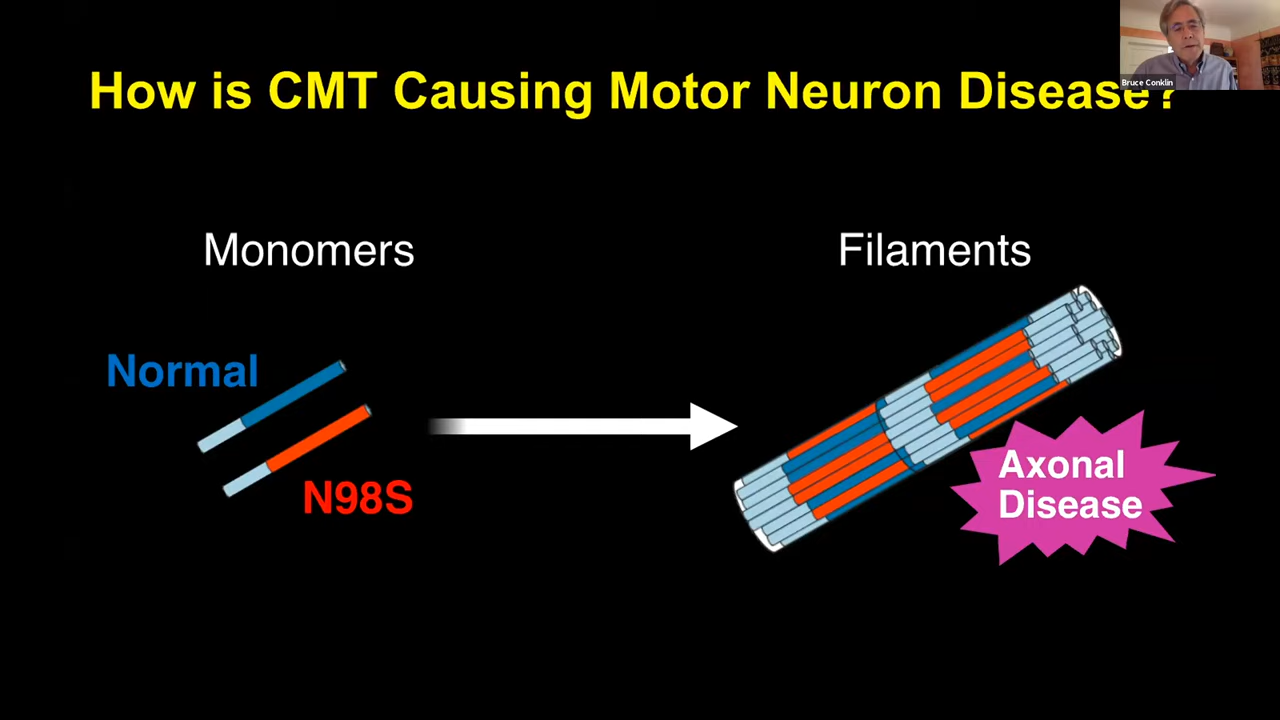 How is CMT Causing Motor Neuron Disease?
Bruce Conklin
Monomers
Filaments
Normal
N98S
Axonal
Disease